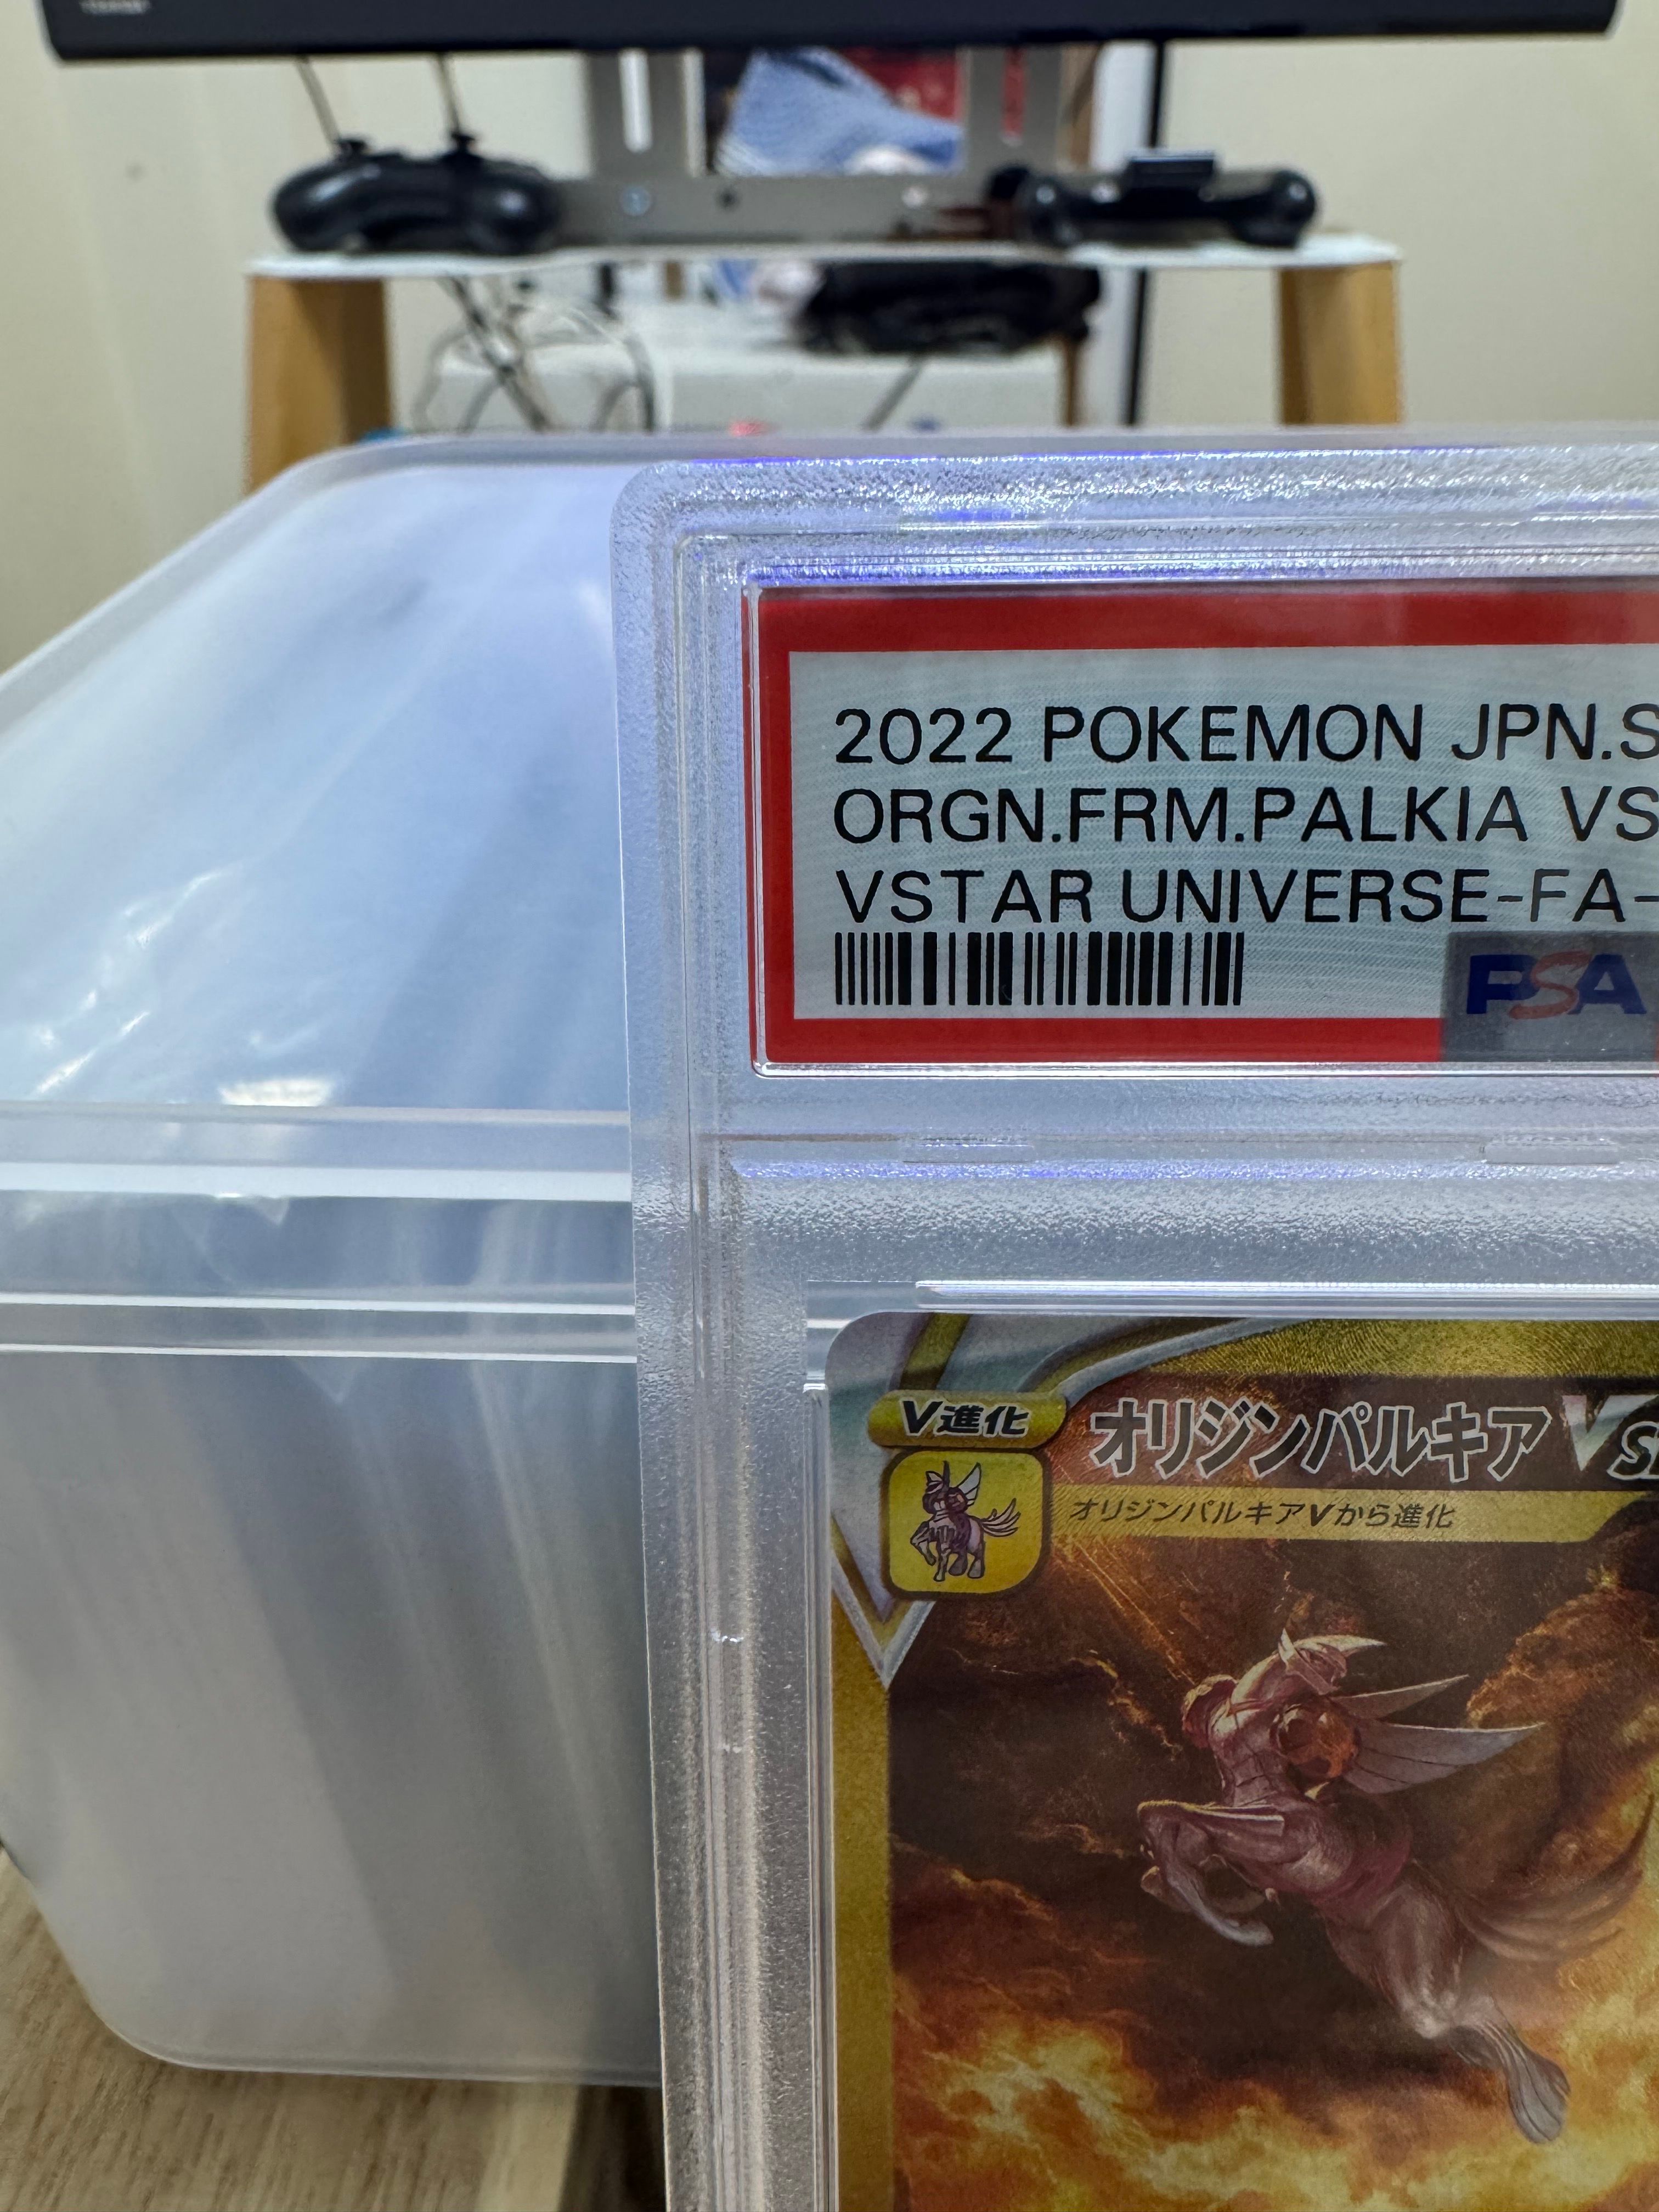 2022 POKEMON JPN.S
ORGN.FRM.PALKIA VS
VSTAR UNIVERSE-FA-
PSA
V進化
オリジンパルキア
オリジンパルキアVから進化